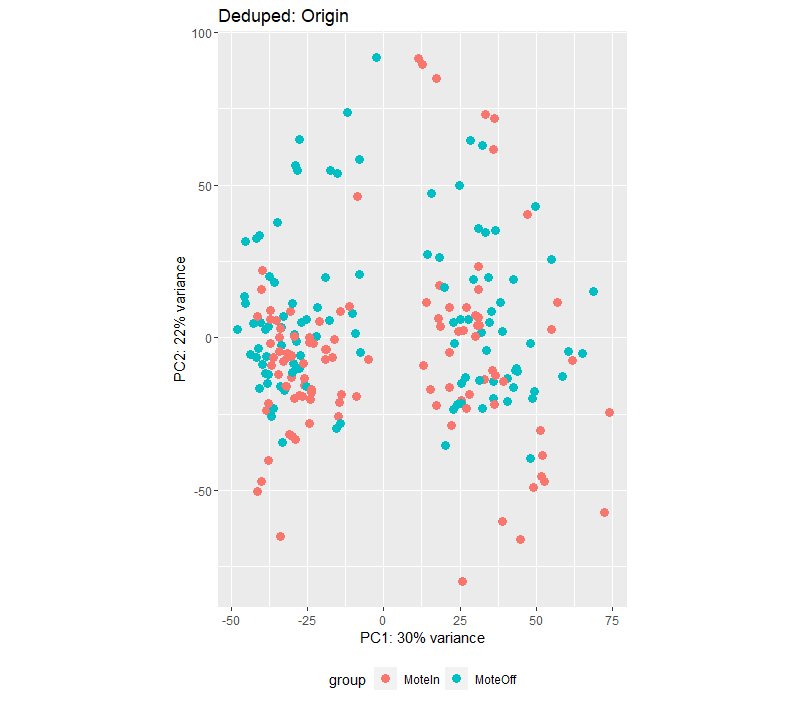 Deduped: Origin
100
50
0
-50
PC2: 22% variance
-50 -25 0 25 50 75
PC1: 30% variance
group MoteIn MoteOff